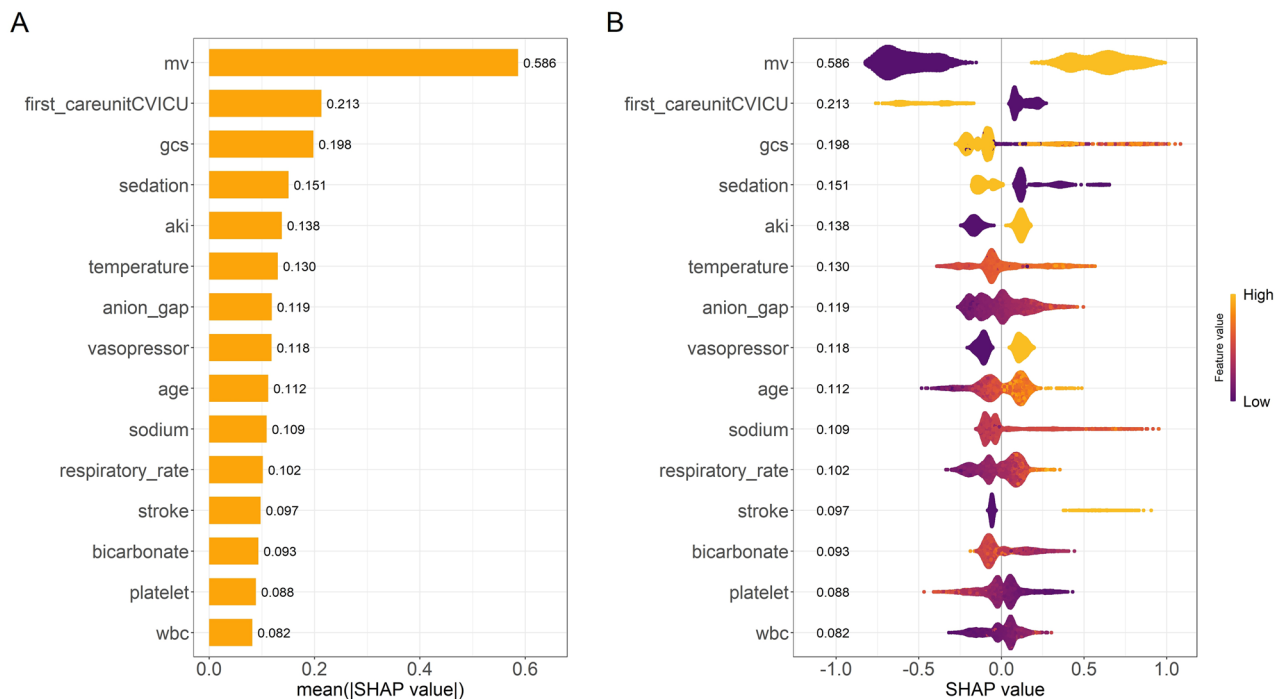 A
mv 0.586
first_careunitCVICU 0.213
gcs 0.198
sedation 0.151
aki 0.138
temperature 0.130
anion_gap 0.119
vasopressor 0.118
age 0.112
sodium 0.109
respiratory_rate 0.102
stroke 0.097
bicarbonate 0.093
platelet 0.088
wbc 0.082
0.0 0.2 0.4 0.6
mean(|SHAP value|)
B
mv 0.586
first_careunitCVICU 0.213
gcs 0.198
sedation 0.151
aki 0.138
temperature 0.130
anion_gap 0.119
vasopressor 0.118
age 0.112
sodium 0.109
respiratory_rate 0.102
stroke 0.097
bicarbonate 0.093
platelet 0.088
wbc 0.082
-1.0 -0.5 0.0 0.5 1.0
SHAP value
High
Feature value
Low